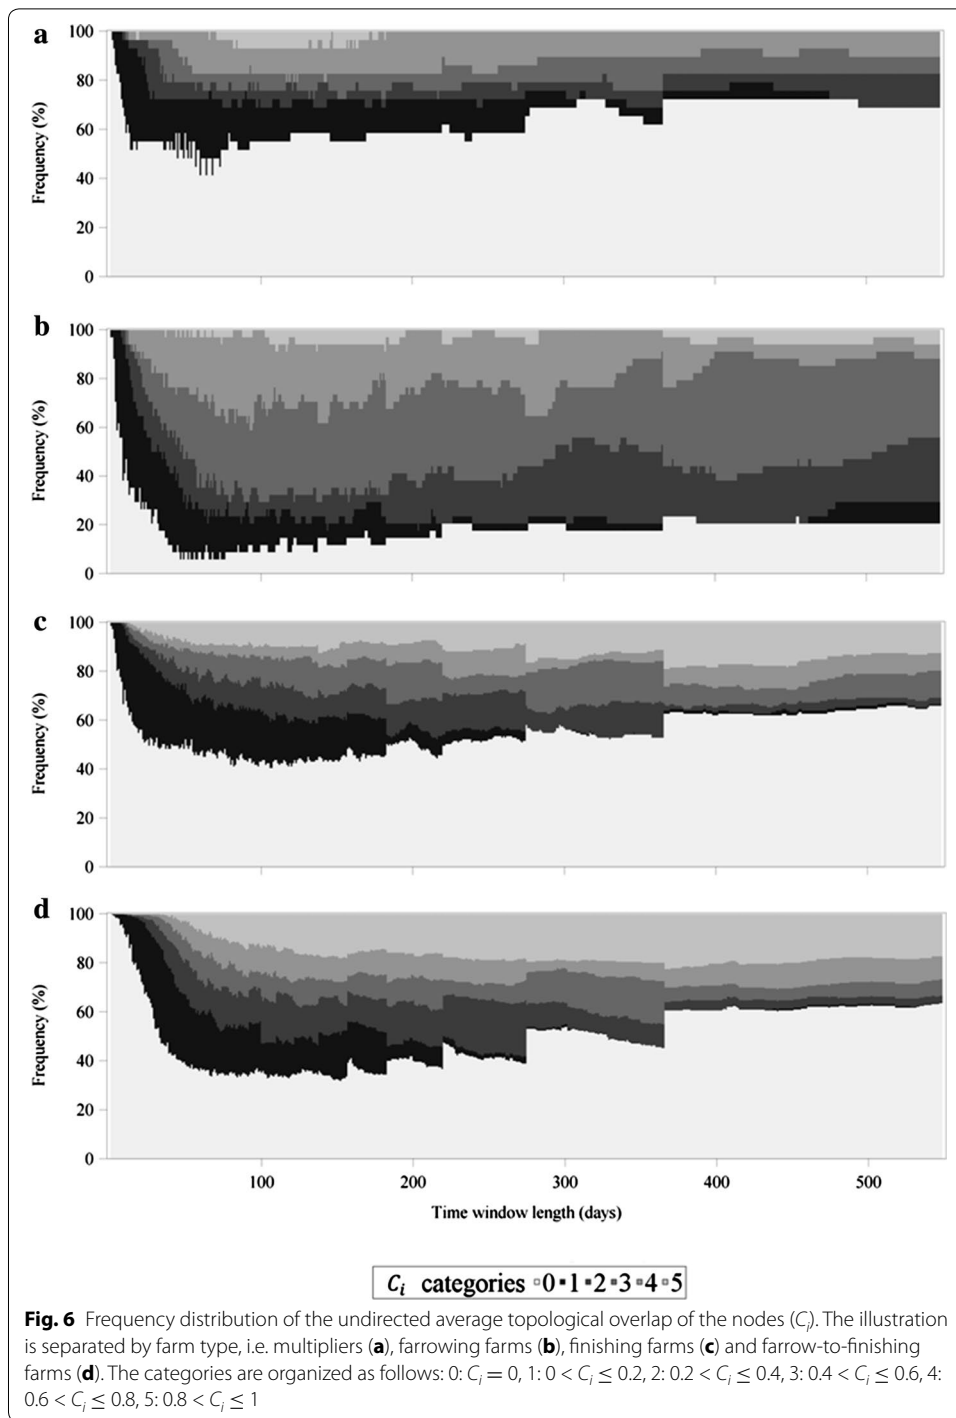 a
100
80
60
40
20
0
Frequency (%)
b
100
80
60
40
20
0
Frequency (%)
c
100
80
60
40
20
0
Frequency (%)
d
100
80
60
40
20
0
Frequency (%)
100 200 300 400 500
Time window length (days)
Ci categories 0 1 2 3 4 5
Fig. 6 Frequency distribution of the undirected average topological overlap of the nodes (Ci). The illustration
is separated by farm type, i.e. multipliers (a), farrowing farms (b), finishing farms (c) and farrow-to-finishing
farms (d). The categories are organized as follows: 0: Ci = 0, 1: 0 < Ci ≤ 0.2, 2: 0.2 < Ci ≤ 0.4, 3: 0.4 < Ci ≤ 0.6, 4:
0.6 < Ci ≤ 0.8, 5: 0.8 < Ci ≤ 1